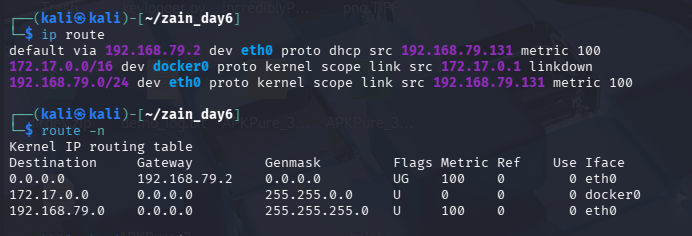 ┌──(kali㉿kali)-[~/zain_day6]
└─$ ip route
default via 192.168.79.2 dev eth0 proto dhcp src 192.168.79.131 metric 100
172.17.0.0/16 dev docker0 proto kernel scope link src 172.17.0.1 linkdown
192.168.79.0/24 dev eth0 proto kernel scope link src 192.168.79.131 metric 100
┌──(kali㉿kali)-[~/zain_day6]
└─$ route -n
Kernel IP routing table
Destination     Gateway         Genmask         Flags Metric Ref    Use Iface
0.0.0.0         192.168.79.2    0.0.0.0         UG    100    0        0 eth0
172.17.0.0      0.0.0.0         255.255.0.0     U     0      0        0 docker0
192.168.79.0    0.0.0.0         255.255.255.0   U     100    0        0 eth0